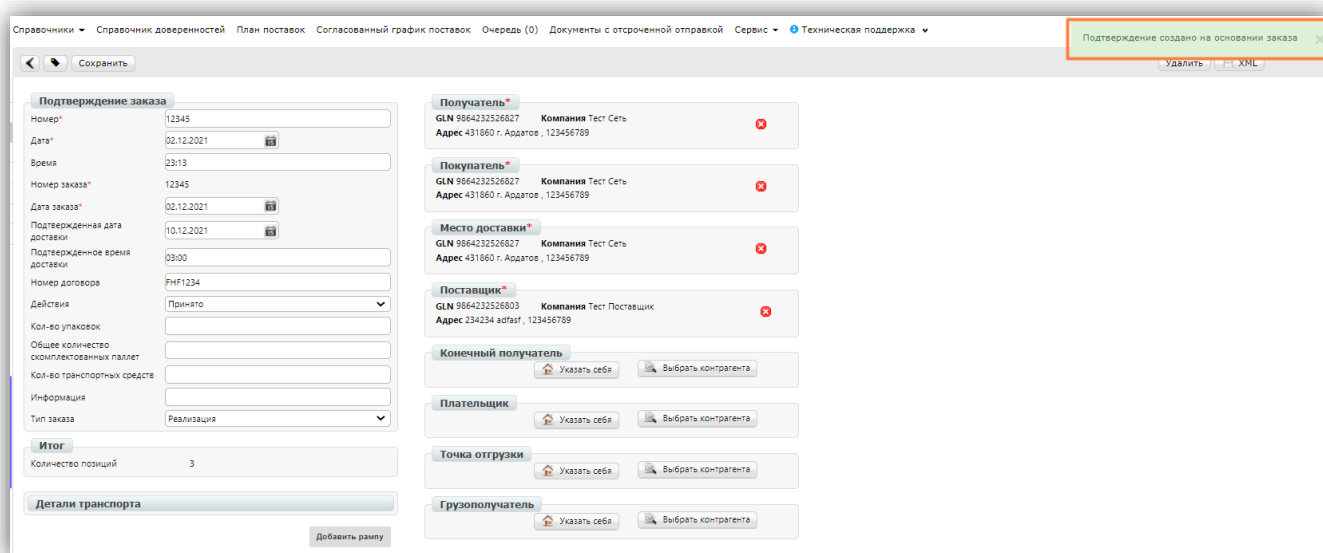 Справочники Справочник доверенностей План поставок Согласованный график поставок Очередь (0) Документы с отсроченной отправкой Сервис Техническая поддержка
Подтверждение создано на основании заказа
Сохранить
Удалить XML
Подтверждение заказа
Номер* 12345
Дата* 02.12.2021
Время 23:13
Номер заказа* 12345
Дата заказа* 02.12.2021
Подтвержденная дата
доставки 10.12.2021
Подтвержденное время
доставки 03:00
Номер договора FHF1234
Действия Принято
Кол-во упаковок
Общее количество
скомплектованных паллет
Кол-во транспортных средств
Информация
Тип заказа Реализация
Итог
Количество позиций 3
Детали транспорта
Добавить рампу
Получатель*
GLN 9864232526827 Компания Тест Сеть
Адрес 431860 г. Ардатов , 123456789
Покупатель*
GLN 9864232526827 Компания Тест Сеть
Адрес 431860 г. Ардатов , 123456789
Место доставки*
GLN 9864232526827 Компания Тест Сеть
Адрес 431860 г. Ардатов , 123456789
Поставщик*
GLN 9864232526803 Компания Тест Поставщик
Адрес 234234 adfasf , 123456789
Конечный получатель
Указать себя Выбрать контрагента
Плательщик
Указать себя Выбрать контрагента
Точка отгрузки
Указать себя Выбрать контрагента
Грузополучатель
Указать себя Выбрать контрагента